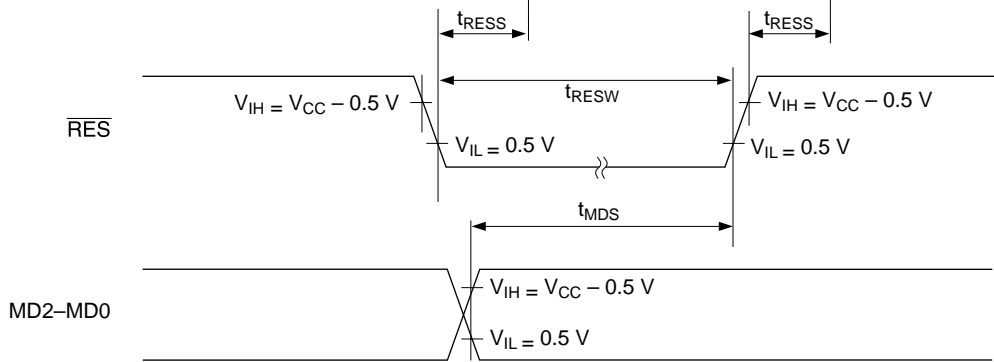 tRESS tRESS
VIH = VCC – 0.5 V tRESW VIH = VCC – 0.5 V
RES
VIL = 0.5 V VIL = 0.5 V
tMDS
VIH = VCC – 0.5 V
MD2–MD0
VIL = 0.5 V